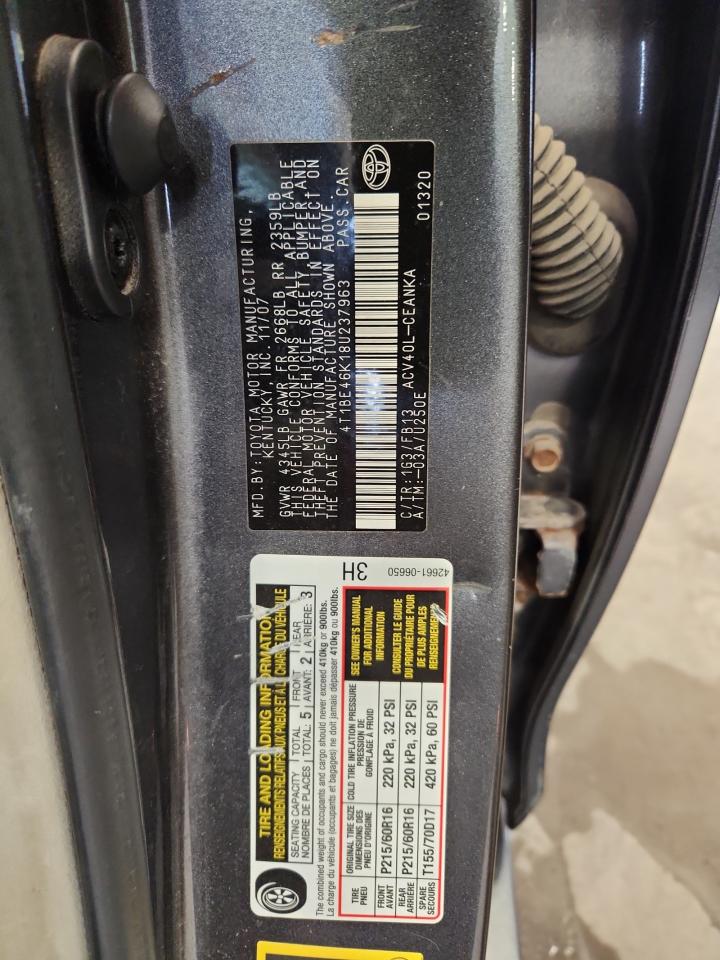 MFD.BY:TOYOTA MOTOR MANUFACTURING,
KENTUCKY, INC. 11/07
GVWR 4345LB GAWR FR 2668LB RR 2359LB
THIS VEHICLE CONFORMS TO ALL APPLICABLE
FEDERAL MOTOR VEHICLE SAFETY, BUMPER, AND
THEFT PREVENTION STANDARDS IN EFFECT ON
THE DATE OF MANUFACTURE SHOWN ABOVE.
4T1BE46K18U237963 PASS.CAR
C/TR:1G3/FB13 ACV40L-CEANKA
A/TM:-03A/U250E 01320
TIRE AND LOADING INFORMATION
RENSEIGNEMENTS RELATIFS AUX PNEUS ET À LA CHARGE DU VÉHICULE
SEATING CAPACITY | TOTAL | FRONT | REAR
NOMBRE DE PLACES | TOTAL: 5 | AVANT: 2 | ARRIÈRE: 3
The combined weight of occupants and cargo should never exceed 410kg or 900lbs.
La charge du véhicule (occupants et bagages) ne doit jamais dépasser 410kg ou 900lbs.
3H
42661-06650
TIRE
PNEU
ORIGINAL TIRE SIZE
DIMENSIONS DES
PNEU D'ORIGINE
COLD TIRE INFLATION PRESSURE
PRESSION DE
GONFLAGE À FROID
FRONT
AVANT
P215/60R16
220 kPa, 32 PSI
REAR
ARRIÈRE
P215/60R16
220 kPa, 32 PSI
SPARE
SECOURS
T155/70D17
420 kPa, 60 PSI
SEE OWNER'S MANUAL
FOR ADDITIONAL
INFORMATION
CONSULTER LE GUIDE
DU PROPRIÉTAIRE POUR
DE PLUS AMPLES
RENSEIGNEMENTS